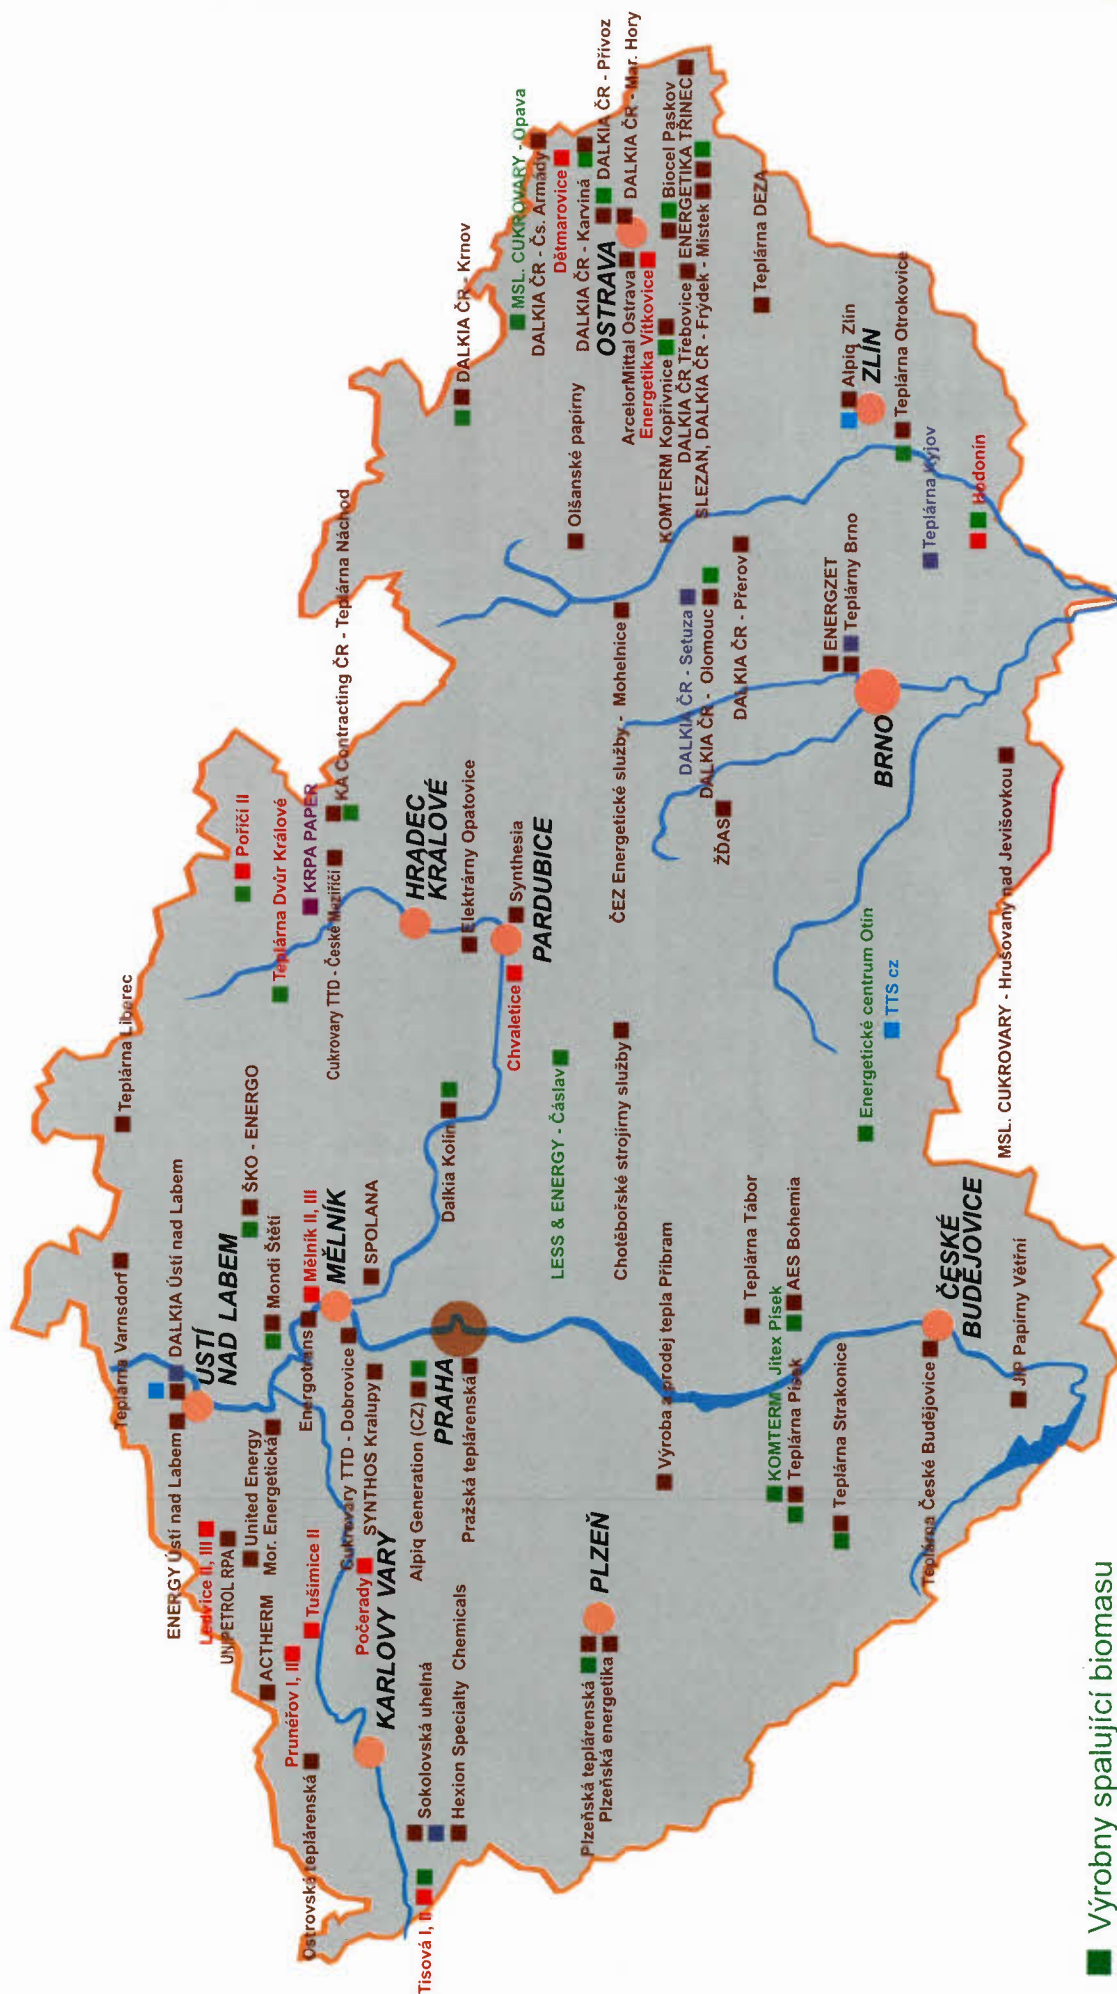 Teplárna Varnsdorf
Teplárna Liberec
ENERGY Ústí nad Labem
DALKIA Ústí nad Labem
ÚSTÍ
NAD LABEM
Ledvice II, III
UNIPETROL RPA
United Energy
Mor. Energetická
ACTHERM
Prunéřov I, II
Tušimice II
Ostrovská teplárenská
Počerady
KARLOVY VARY
Sokolovská uhelná
Hexion Specialty Chemicals
Tisová I, II
ŠKO - ENERGO
Mondi Štětí
Energotrans
Mělník II, III
MĚLNÍK
Cukrovary TTD - Dobrovice
SYNTHOS Kralupy
SPOLANA
Alpiq Generation (CZ)
PRAHA
Pražská teplárenská
Poříčí II
Teplárna Dvůr Králové
KRPA PAPER
Cukrovary TTD - České Meziříčí
KA Contracting ČR - Teplárna Náchod
HRADEC
KRÁLOVÉ
Elektrárny Opatovice
Synthesia
PARDUBICE
Chvaletice
Dalkia Kolín
LESS & ENERGY - Čáslav
Chotěbořské strojírny služby
Plzeňská teplárenská
Plzeňská energetika
PLZEŇ
Výroba a prodej tepla Příbram
Teplárna Tábor
KOMTERM - Jitex Písek
Teplárna Písek
AES Bohemia
Teplárna Strakonice
Teplárna České Budějovice
ČESKÉ
BUDĚJOVICE
JIP Papírny Větřní
Energetické centrum Otín
TTS cz
MSL. CUKROVARY - Hrušovany nad Jevišovkou
DALKIA ČR - Krnov
MSL. CUKROVARY - Opava
DALKIA ČR - Čs. Armády
Dětmarovice
DALKIA ČR - Karviná
DALKIA ČR - Přívoz
OSTRAVA
DALKIA ČR - Mar. Hory
ArcelorMittal Ostrava
Energetika Vítkovice
KOMTERM Kopřivnice
Biocel Paskov
DALKIA ČR Třebovice
ENERGETIKA TŘINEC
SLEZAN, DALKIA ČR - Frýdek - Místek
Olšanské papírny
ČEZ Energetické služby - Mohelnice
DALKIA ČR - Setuza
DALKIA ČR - Olomouc
ŽĎAS
DALKIA ČR - Přerov
Teplárna DEZA
ENERGZET
Teplárny Brno
BRNO
Alpiq Zlín
ZLÍN
Teplárna Otrokovice
Teplárna Kyjov
Hodonín
Výrobny spalující biomasu